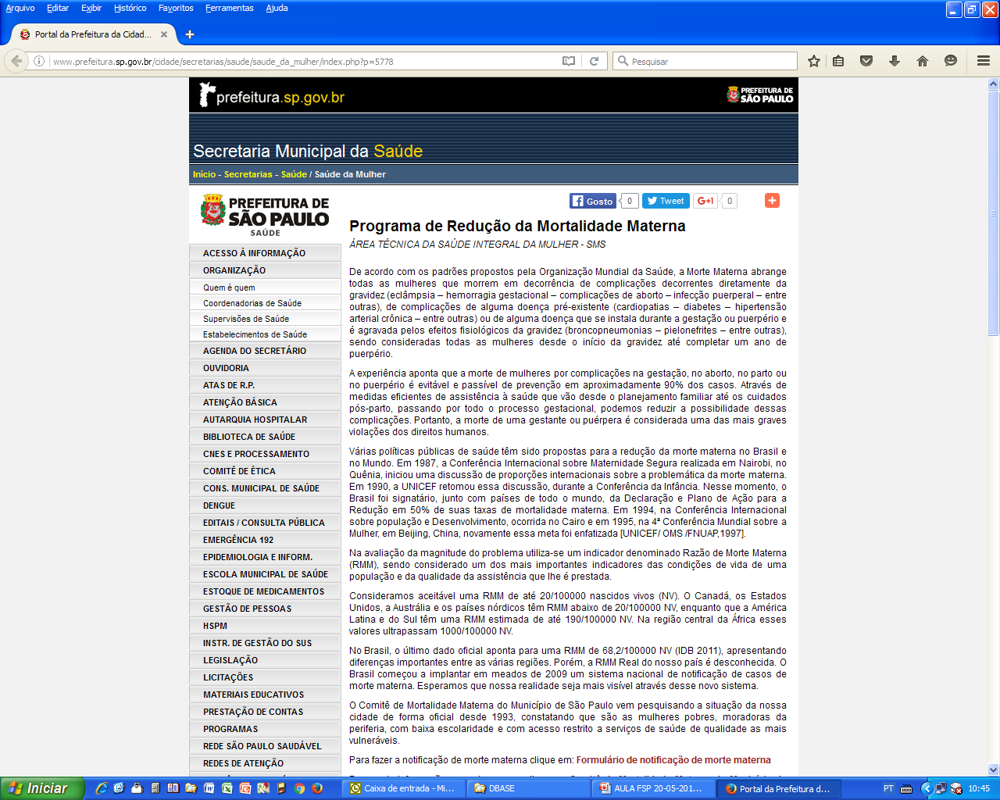 Arquivo Editar Exibir Histórico Favoritos Ferramentas Ajuda
Portal da Prefeitura da Cidad...
www.prefeitura.sp.gov.br/cidade/secretarias/saude/saude_da_mulher/index.php?p=5778
Pesquisar
prefeitura.sp.gov.br
PREFEITURA DE
SÃO PAULO
Secretaria Municipal da Saúde
Início - Secretarias - Saúde / Saúde da Mulher
PREFEITURA DE
SÃO PAULO
SAÚDE
ACESSO À INFORMAÇÃO
ORGANIZAÇÃO
Quem é quem
Coordenadorias de Saúde
Supervisões de Saúde
Estabelecimentos de Saúde
AGENDA DO SECRETÁRIO
OUVIDORIA
ATAS DE R.P.
ATENÇÃO BÁSICA
AUTARQUIA HOSPITALAR
BIBLIOTECA DE SAÚDE
CNES E PROCESSAMENTO
COMITÊ DE ÉTICA
CONS. MUNICIPAL DE SAÚDE
DENGUE
EDITAIS / CONSULTA PÚBLICA
EMERGÊNCIA 192
EPIDEMIOLOGIA E INFORM.
ESCOLA MUNICIPAL DE SAÚDE
ESTOQUE DE MEDICAMENTOS
GESTÃO DE PESSOAS
HSPM
INSTR. DE GESTÃO DO SUS
LEGISLAÇÃO
LICITAÇÕES
MATERIAIS EDUCATIVOS
PRESTAÇÃO DE CONTAS
PROGRAMAS
REDE SÃO PAULO SAUDÁVEL
REDES DE ATENÇÃO
Gosto 0 Tweet G+1 0
Programa de Redução da Mortalidade Materna
ÁREA TÉCNICA DA SAÚDE INTEGRAL DA MULHER - SMS
De acordo com os padrões propostos pela Organização Mundial da Saúde, a Morte Materna abrange
todas as mulheres que morrem em decorrência de complicações decorrentes diretamente da
gravidez (eclâmpsia – hemorragia gestacional – complicações de aborto – infecção puerperal – entre
outras), de complicações de alguma doença pré-existente (cardiopatias – diabetes – hipertensão
arterial crônica – entre outras) ou de alguma doença que se instala durante a gestação ou puerpério e
é agravada pelos efeitos fisiológicos da gravidez (broncopneumonias – pielonefrites – entre outras),
sendo consideradas todas as mulheres desde o início da gravidez até completar um ano de
puerpério.
A experiência aponta que a morte de mulheres por complicações na gestação, no aborto, no parto ou
no puerpério é evitável e passível de prevenção em aproximadamente 90% dos casos. Através de
medidas eficientes de assistência à saúde que vão desde o planejamento familiar até os cuidados
pós-parto, passando por todo o processo gestacional, podemos reduzir a possibilidade dessas
complicações. Portanto, a morte de uma gestante ou puérpera é considerada uma das mais graves
violações dos direitos humanos.
Várias políticas públicas de saúde têm sido propostas para a redução da morte materna no Brasil e
no Mundo. Em 1987, a Conferência Internacional sobre Maternidade Segura realizada em Nairobi, no
Quênia, iniciou uma discussão de proporções internacionais sobre a problemática da morte materna.
Em 1990, a UNICEF retomou essa discussão, durante a Conferência da Infância. Nesse momento, o
Brasil foi signatário, junto com países de todo o mundo, da Declaração e Plano de Ação para a
Redução em 50% de suas taxas de mortalidade materna. Em 1994, na Conferência Internacional
sobre população e Desenvolvimento, ocorrida no Cairo e em 1995, na 4ª Conferência Mundial sobre a
Mulher, em Beijing, China, novamente essa meta foi enfatizada [UNICEF/ OMS /FNUAP,1997].
Na avaliação da magnitude do problema utiliza-se um indicador denominado Razão de Morte Materna
(RMM), sendo considerado um dos mais importantes indicadores das condições de vida de uma
população e da qualidade da assistência que lhe é prestada.
Consideramos aceitável uma RMM de até 20/100000 nascidos vivos (NV). O Canadá, os Estados
Unidos, a Austrália e os países nórdicos têm RMM abaixo de 20/100000 NV, enquanto que a América
Latina e do Sul têm uma RMM estimada de até 190/100000 NV. Na região central da África esses
valores ultrapassam 1000/100000 NV.
No Brasil, o último dado oficial aponta para uma RMM de 68,2/100000 NV (IDB 2011), apresentando
diferenças importantes entre as várias regiões. Porém, a RMM Real do nosso país é desconhecida. O
Brasil começou a implantar em meados de 2009 um sistema nacional de notificação de casos de
morte materna. Esperamos que nossa realidade seja mais visível através desse novo sistema.
O Comitê de Mortalidade Materna do Município de São Paulo vem pesquisando a situação da nossa
cidade de forma oficial desde 1993, constatando que são as mulheres pobres, moradoras da
periferia, com baixa escolaridade e com acesso restrito a serviços de saúde de qualidade as mais
vulneráveis.
Para fazer a notificação de morte materna clique em: Formulário de notificação de morte materna
Iniciar
Caixa de entrada - Mi...
DBASE
AULA FSP 20-05-201...
Portal da Prefeitura d...
PT
10:45